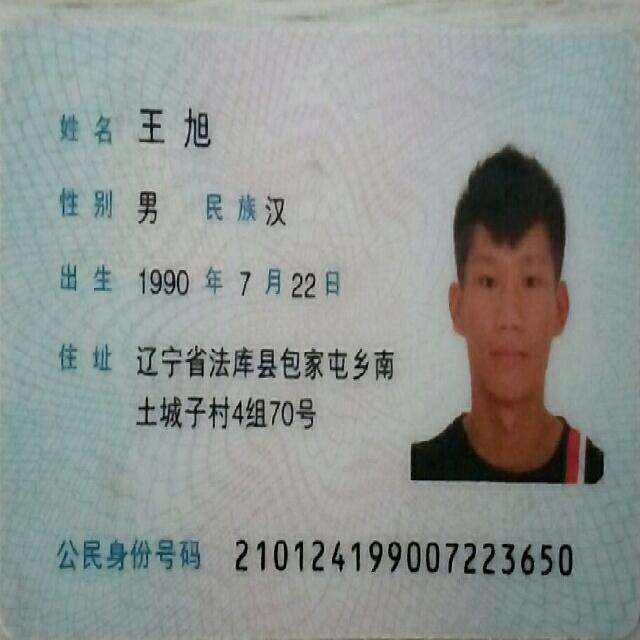 姓名 王旭
性别 男 民族 汉
出生 1990 年 7 月 22 日
住址 辽宁省法库县包家屯乡南
土城子村4组70号
公民身份号码 210124199007223650